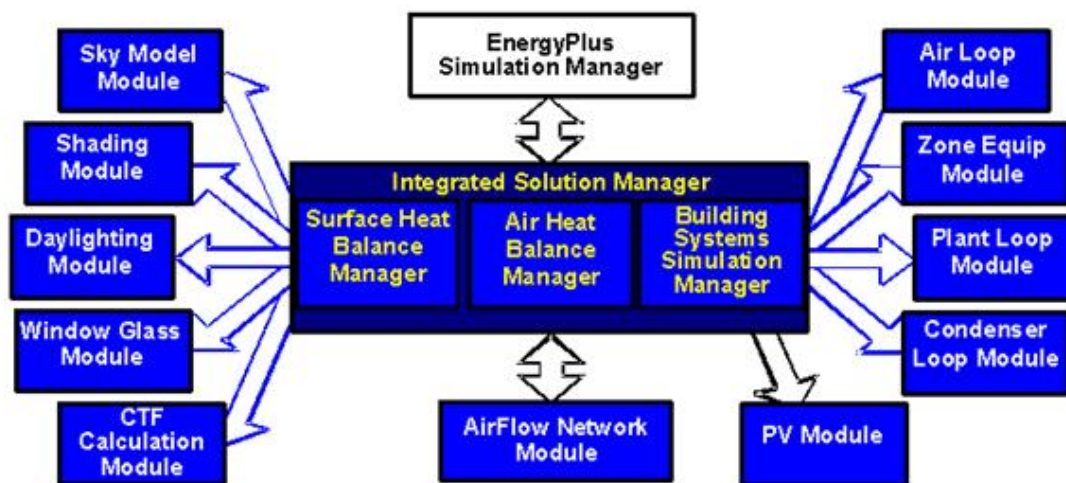 EnergyPlus
Simulation Manager
Sky Model
Module
Shading
Module
Daylighting
Module
Window Glass
Module
CTF
Calculation
Module
Integrated Solution Manager
Surface Heat
Balance
Manager
Air Heat
Balance
Manager
Building
Systems
Simulation
Manager
AirFlow Network
Module
Air Loop
Module
Zone Equip
Module
Plant Loop
Module
Condenser
Loop Module
PV Module